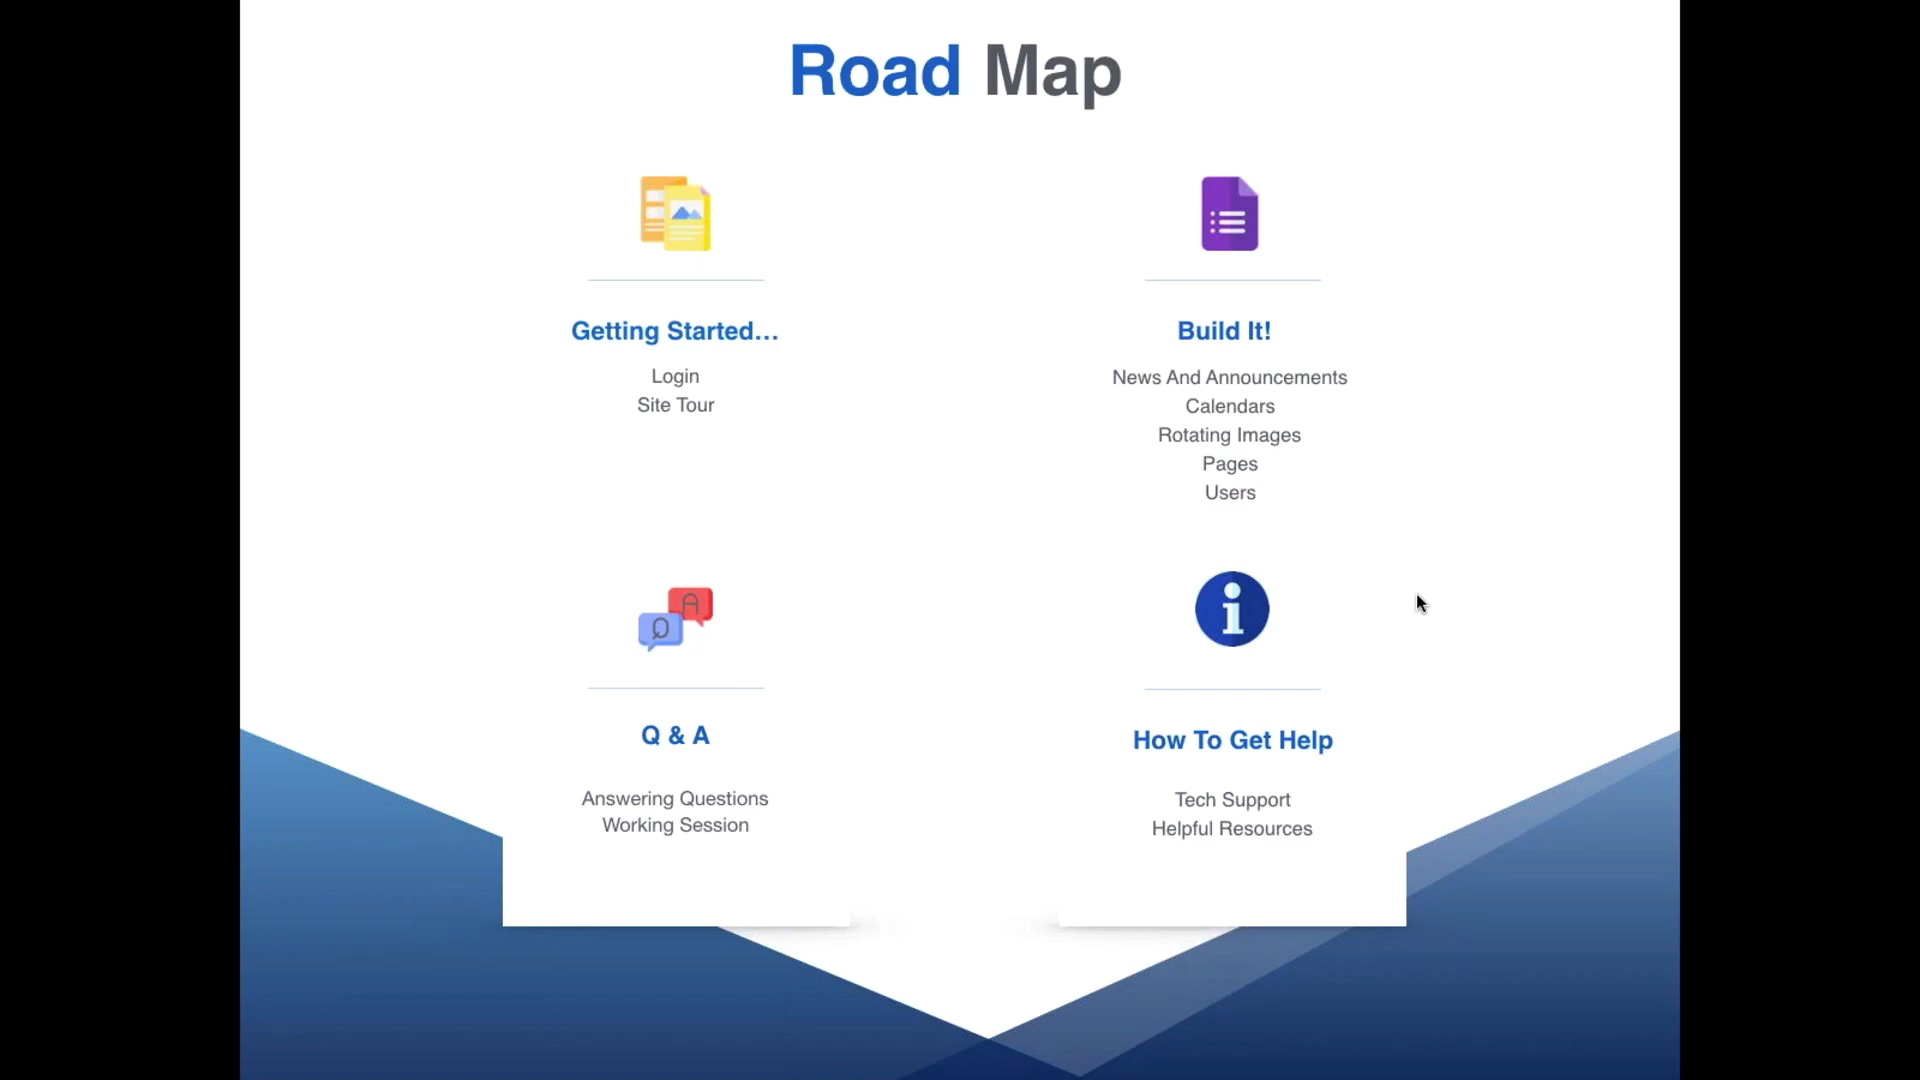 Road Map
Getting Started...
Login
Site Tour
Build It!
News And Announcements
Calendars
Rotating Images
Pages
Users
A
Q
Q & A
Answering Questions
Working Session
i
How To Get Help
Tech Support
Helpful Resources